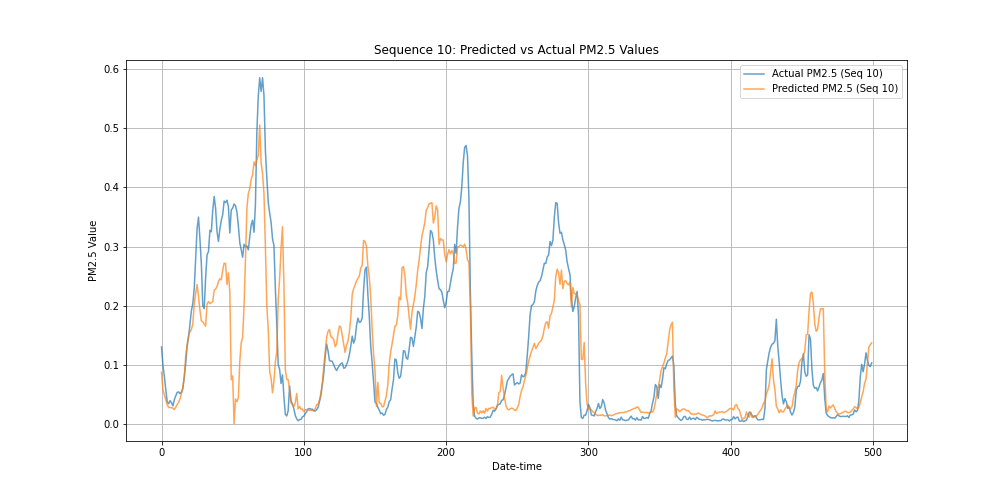 Sequence 10: Predicted vs Actual PM2.5 Values
Actual PM2.5 (Seq 10)
Predicted PM2.5 (Seq 10)
PM2.5 Value
0.6
0.5
0.4
0.3
0.2
0.1
0.0
0 100 200 300 400 500
Date-time